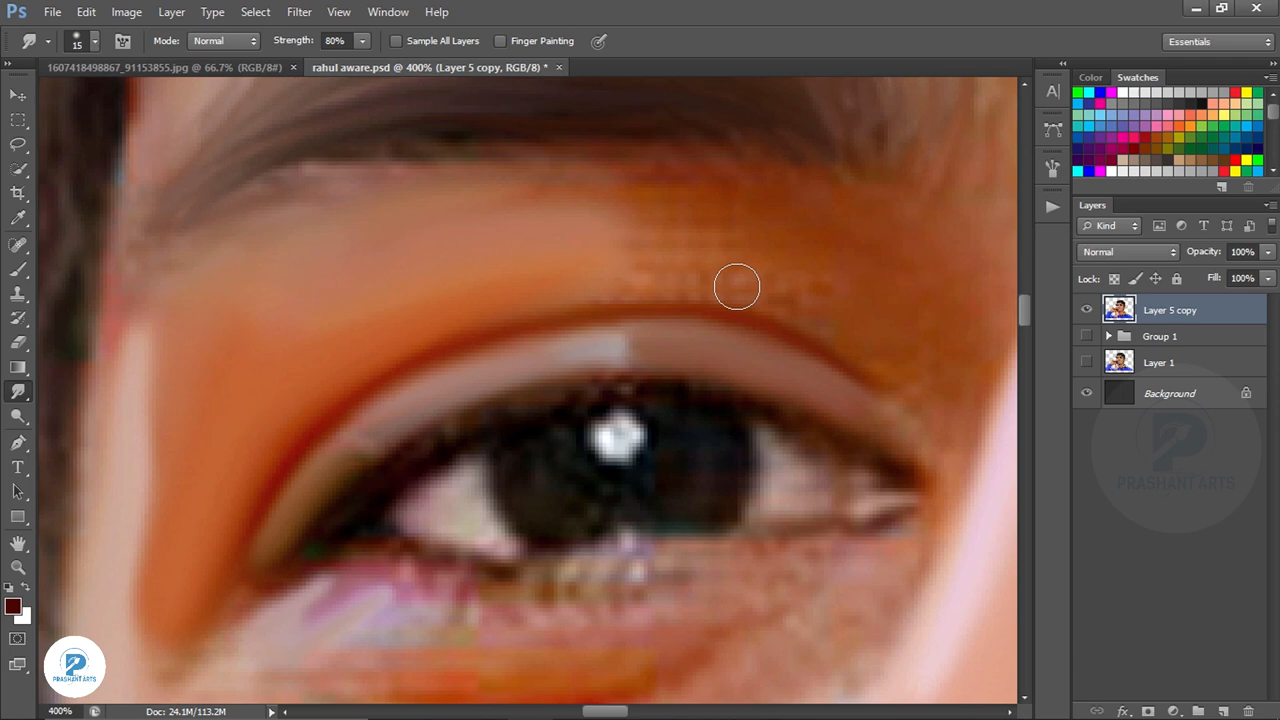 Ps File Edit Image Layer Type Select Filter View Window Help
15 Mode: Normal Strength: 80% Sample All Layers Finger Painting Essentials
1607418498867_91153855.jpg @ 66.7% (RGB/8#) × rahul aware.psd @ 400% (Layer 5 copy, RGB/8) * ×
Color Swatches
Layers
Kind
Normal Opacity: 100%
Lock: Fill: 100%
Layer 5 copy
Group 1
Layer 1
Background
PRASHANT ARTS
PRASHANT ARTS
400% Doc: 24.1M/113.2M